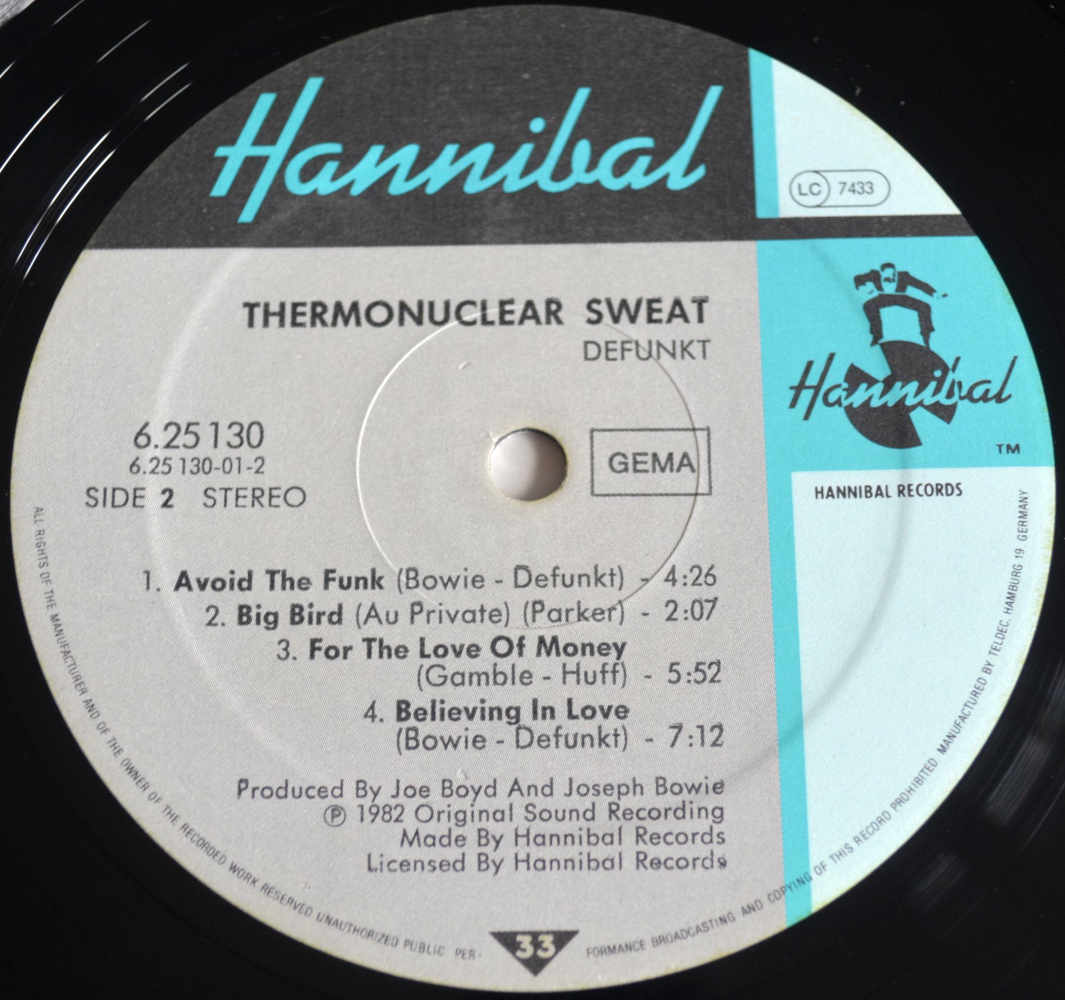 Hannibal
LC 7433
THERMONUCLEAR SWEAT
DEFUNKT
Hannibal
TM
6.25130
6.25 130-01-2
SIDE 2 STEREO
GEMA
HANNIBAL RECORDS
1. Avoid The Funk (Bowie - Defunkt) - 4:26
2. Big Bird (Au Private) (Parker) - 2:07
3. For The Love Of Money
(Gamble - Huff) - 5:52
4. Believing In Love
(Bowie - Defunkt) - 7:12
Produced By Joe Boyd And Joseph Bowie
℗ 1982 Original Sound Recording
Made By Hannibal Records
Licensed By Hannibal Records
ALL RIGHTS OF THE MANUFACTURER AND OF THE OWNER OF THE RECORDED WORK RESERVED UNAUTHORIZED PUBLIC PER-
33
FORMANCE BROADCASTING AND COPYING OF THIS RECORD PROHIBITED MANUFACTURED BY TELDEC, HAMBURG 19 GERMANY